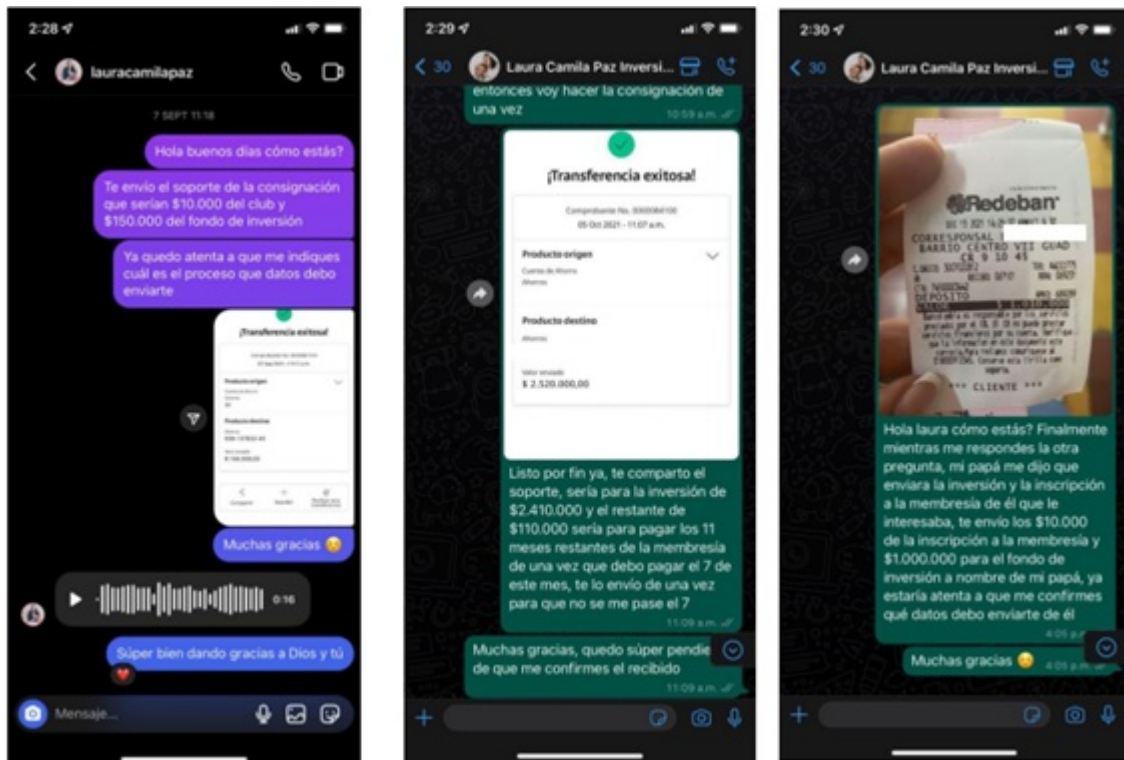 2:28
lauracamilapaz
7 SEPT 11:18
Hola buenos días cómo estás?
Te envío el soporte de la consignación
que serían $10.000 del club y
$150.000 del fondo de inversión
Ya quedo atenta a que me indiques
cuál es el proceso que datos debo
enviarte
¡Transferencia exitosa!
Producto origen
Producto destino
Muchas gracias ☺️
0:16
Súper bien dando gracias a Dios y tú
Mensaje...
2:29
30
Laura Camila Paz Inversi...
entonces voy hacer la consignación de
una vez
10:59 a.m.
¡Transferencia exitosa!
Comprobante No. 0000084100
05 Oct 2021 - 11:07 a.m.
Producto origen
Cuenta de Ahorro
Ahorros
Producto destino
Ahorros
Valor enviado
$ 2.520.000,00
Listo por fin ya, te comparto el
soporte, sería para la inversión de
$2.410.000 y el restante de
$110.000 sería para pagar los 11
meses restantes de la membresía
de una vez que debo pagar el 7 de
este mes, te lo envío de una vez
para que no se me pase el 7
11:09 a.m.
Muchas gracias, quedo súper pendie
de que me confirmes el recibido
11:09 a.m.
2:30
30
Laura Camila Paz Inversi...
Redeban
CORRESPONSAL
BARRIO CENTRO VII GUAD
CR 9 10 45
DEPOSITO
VALOR
*** CLIENTE ***
Hola laura cómo estás? Finalmente
mientras me respondes la otra
pregunta, mi papá me dijo que
enviara la inversión y la inscripción
a la membresía de él que le
interesaba, te envío los $10.000
de la inscripción a la membresía y
$1.000.000 para el fondo de
inversión a nombre de mi papá, ya
estaría atenta a que me confirmes
qué datos debo enviarte de él
4:05 p.
Muchas gracias ☺️
4:05 p.m.